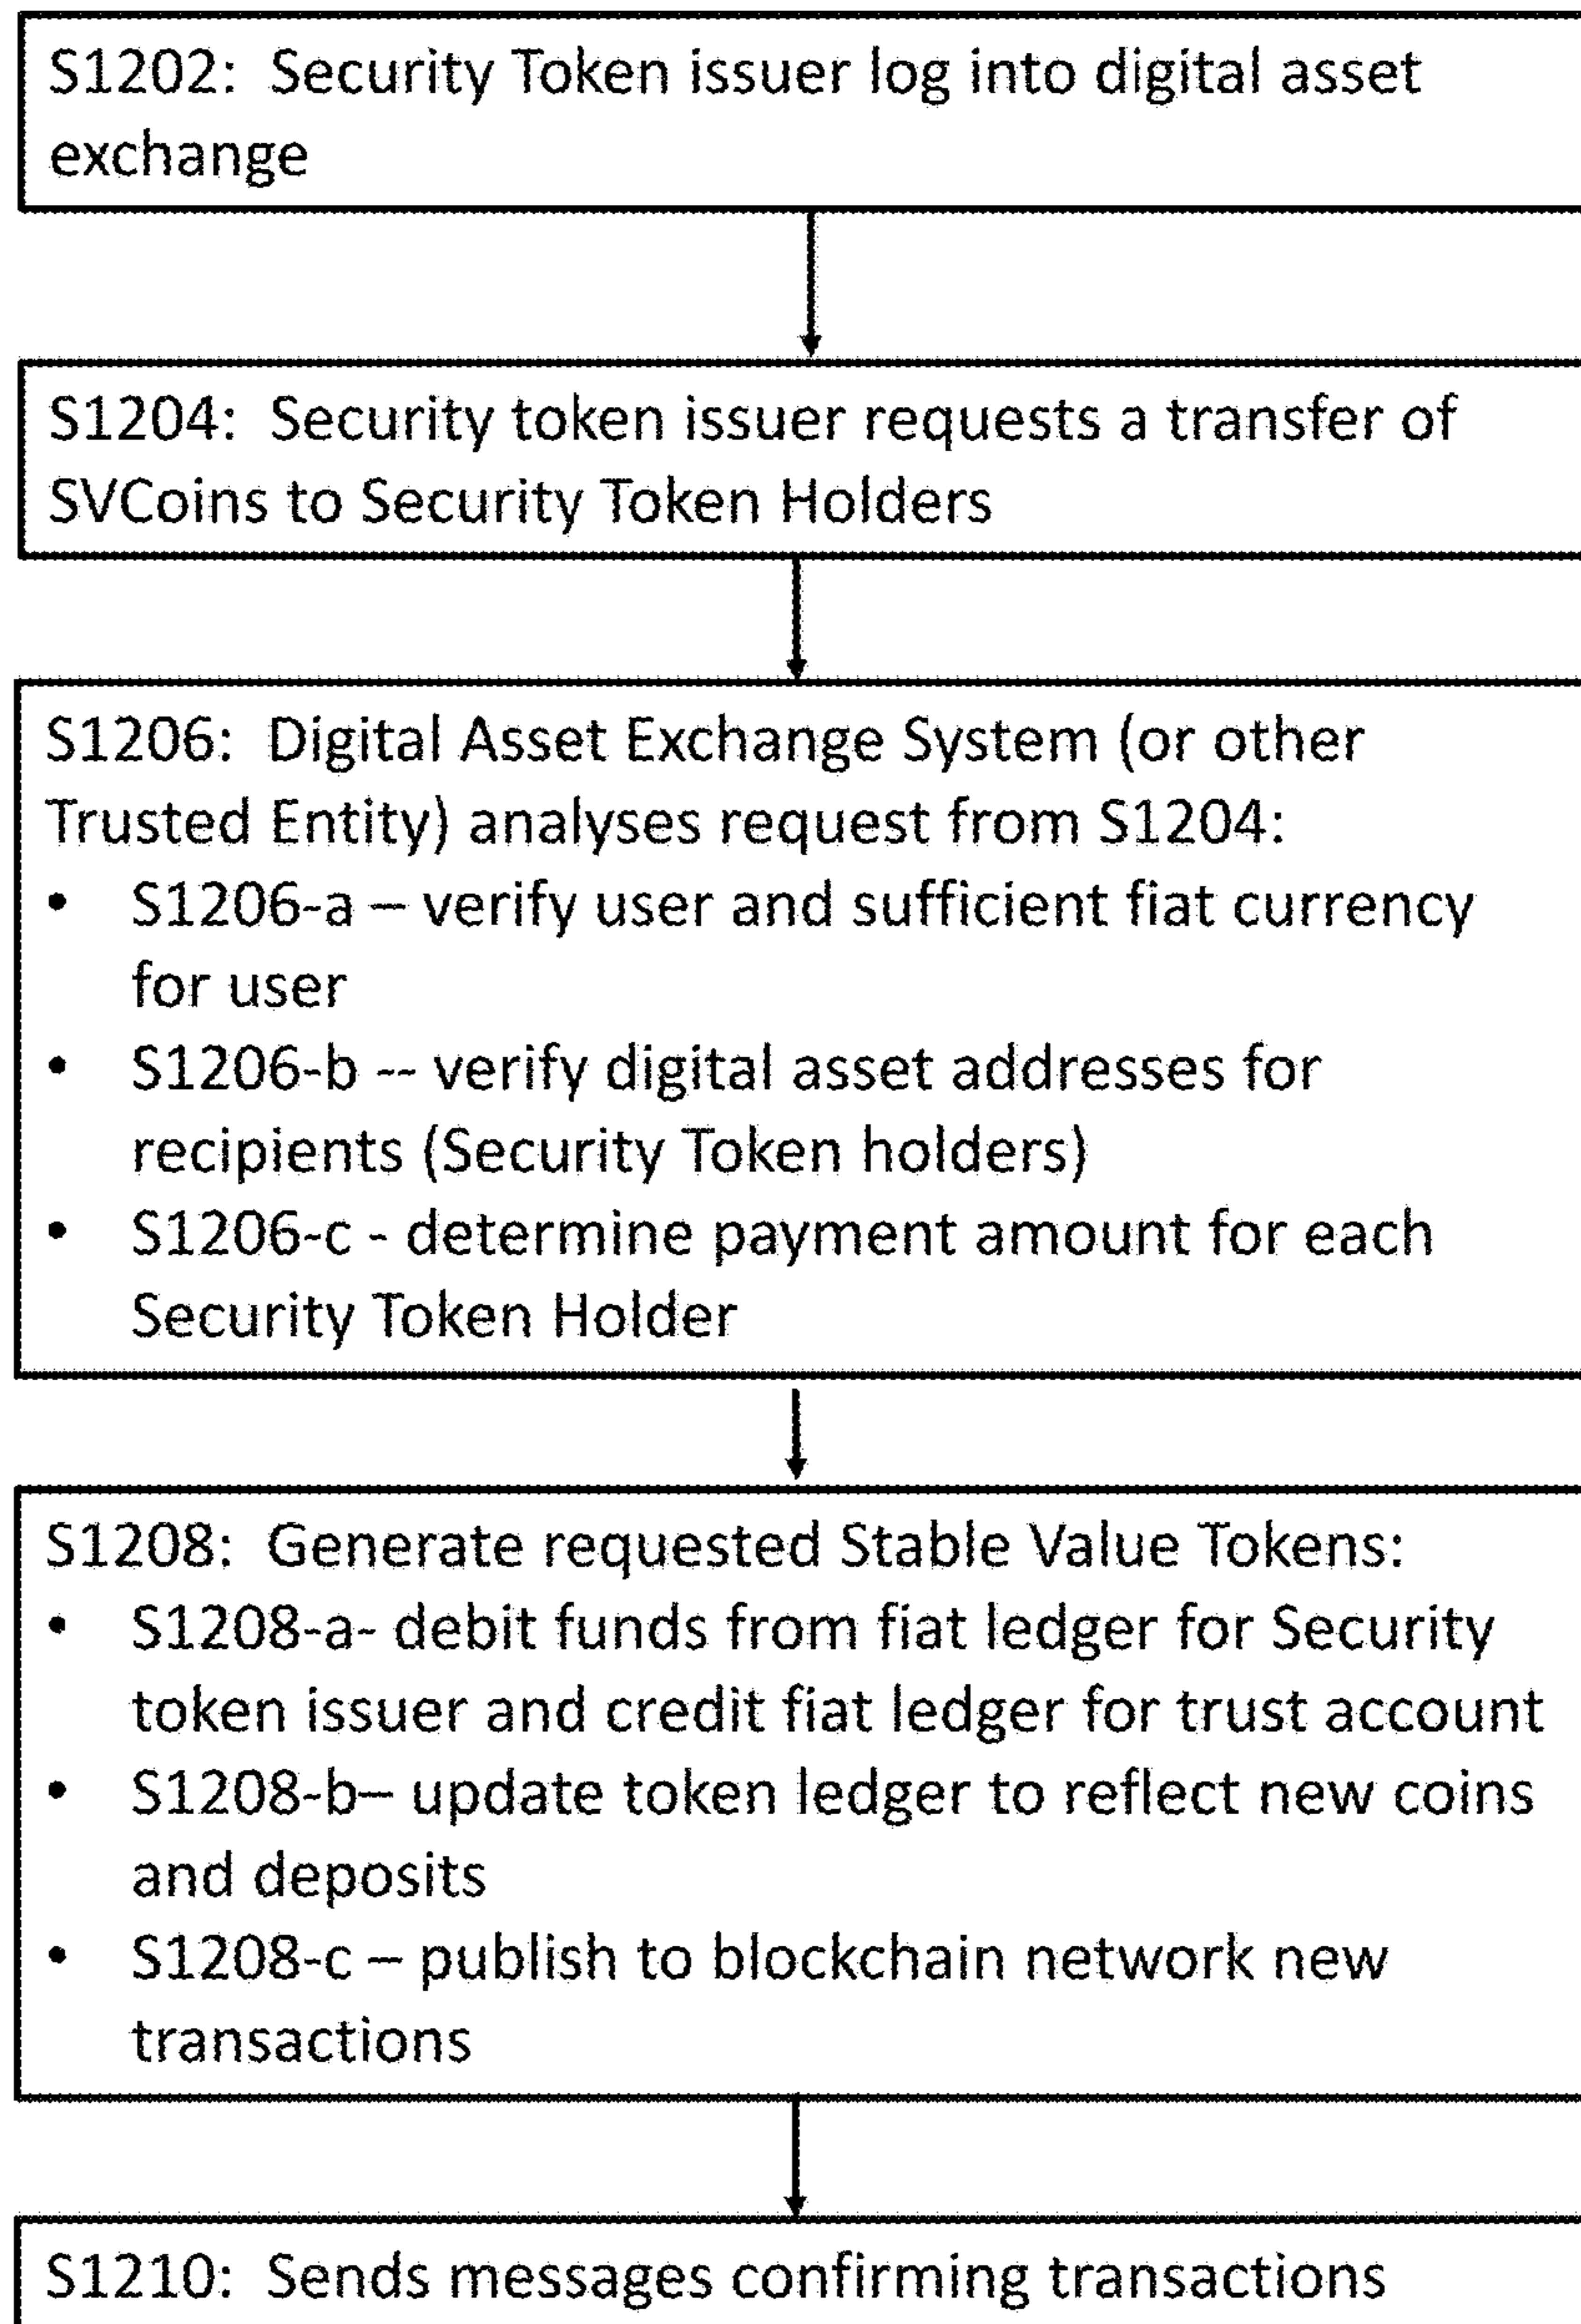 S1202: Security Token issuer log into digital asset
exchange
S1204: Security token issuer requests a transfer of
SVCoins to Security Token Holders
S1206: Digital Asset Exchange System (or other
Trusted Entity) analyses request from S1204:
• S1206-a – verify user and sufficient fiat currency
for user
• S1206-b -- verify digital asset addresses for
recipients (Security Token holders)
• S1206-c - determine payment amount for each
Security Token Holder
S1208: Generate requested Stable Value Tokens:
• S1208-a- debit funds from fiat ledger for Security
token issuer and credit fiat ledger for trust account
• S1208-b– update token ledger to reflect new coins
and deposits
• S1208-c – publish to blockchain network new
transactions
S1210: Sends messages confirming transactions